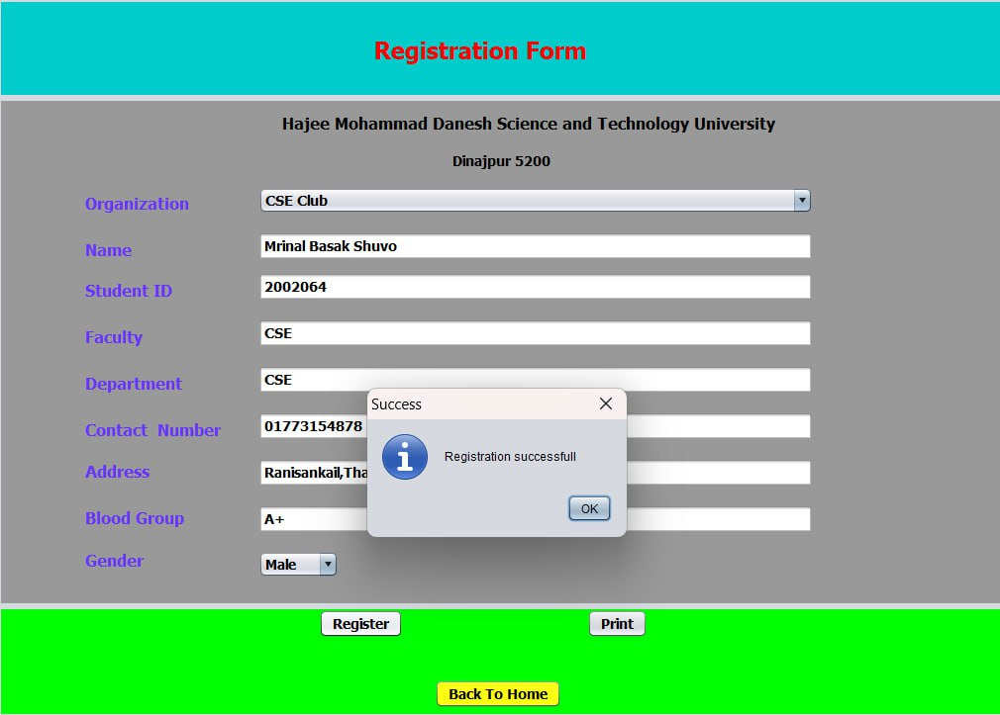 Registration Form
Hajee Mohammad Danesh Science and Technology University
Dinajpur 5200
Organization CSE Club
Name Mrinal Basak Shuvo
Student ID 2002064
Faculty CSE
Department CSE
Success
Contact Number 01773154878
Registration successfull
Address Ranisankail,Tha
OK
Blood Group A+
Gender Male
Register Print
Back To Home